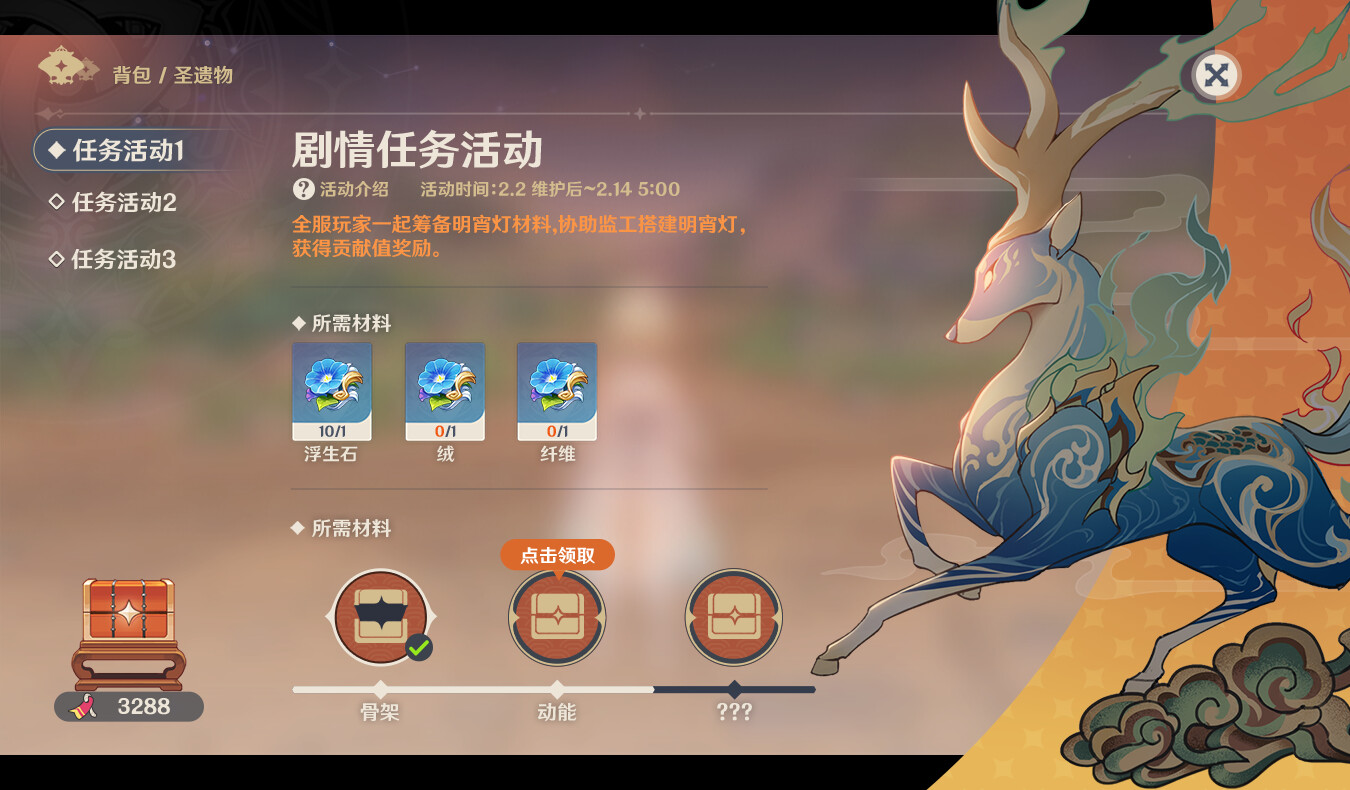 背包 / 圣遗物
任务活动1
任务活动2
任务活动3
剧情任务活动
? 活动介绍 活动时间:2.2 维护后~2.14 5:00
全服玩家一起筹备明宵灯材料,协助监工搭建明宵灯,
获得贡献值奖励。
所需材料
10/1 0/1 0/1
浮生石 绒 纤维
所需材料
点击领取
3288
骨架 动能 ???